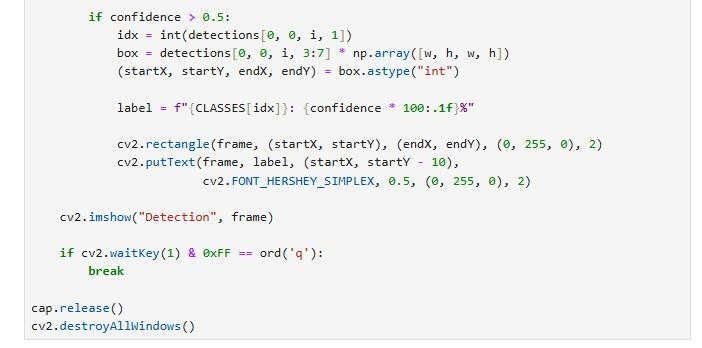 if confidence > 0.5:
            idx = int(detections[0, 0, i, 1])
            box = detections[0, 0, i, 3:7] * np.array([w, h, w, h])
            (startX, startY, endX, endY) = box.astype("int")

            label = f"{CLASSES[idx]}: {confidence * 100:.1f}%"

            cv2.rectangle(frame, (startX, startY), (endX, endY), (0, 255, 0), 2)
            cv2.putText(frame, label, (startX, startY - 10),
                        cv2.FONT_HERSHEY_SIMPLEX, 0.5, (0, 255, 0), 2)

    cv2.imshow("Detection", frame)

    if cv2.waitKey(1) & 0xFF == ord('q'):
        break

cap.release()
cv2.destroyAllWindows()